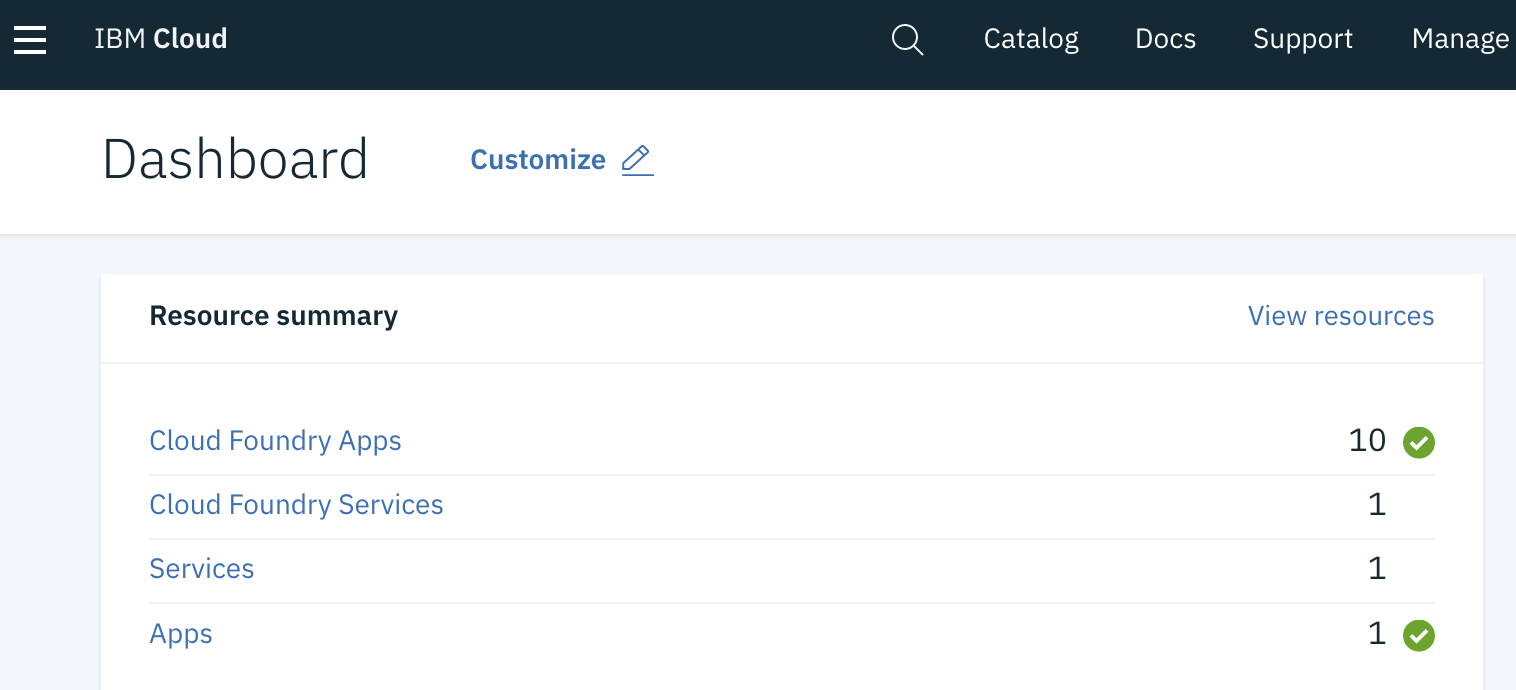 IBM Cloud Catalog Docs Support Manage
Dashboard Customize
Resource summary View resources
Cloud Foundry Apps 10
Cloud Foundry Services 1
Services 1
Apps 1